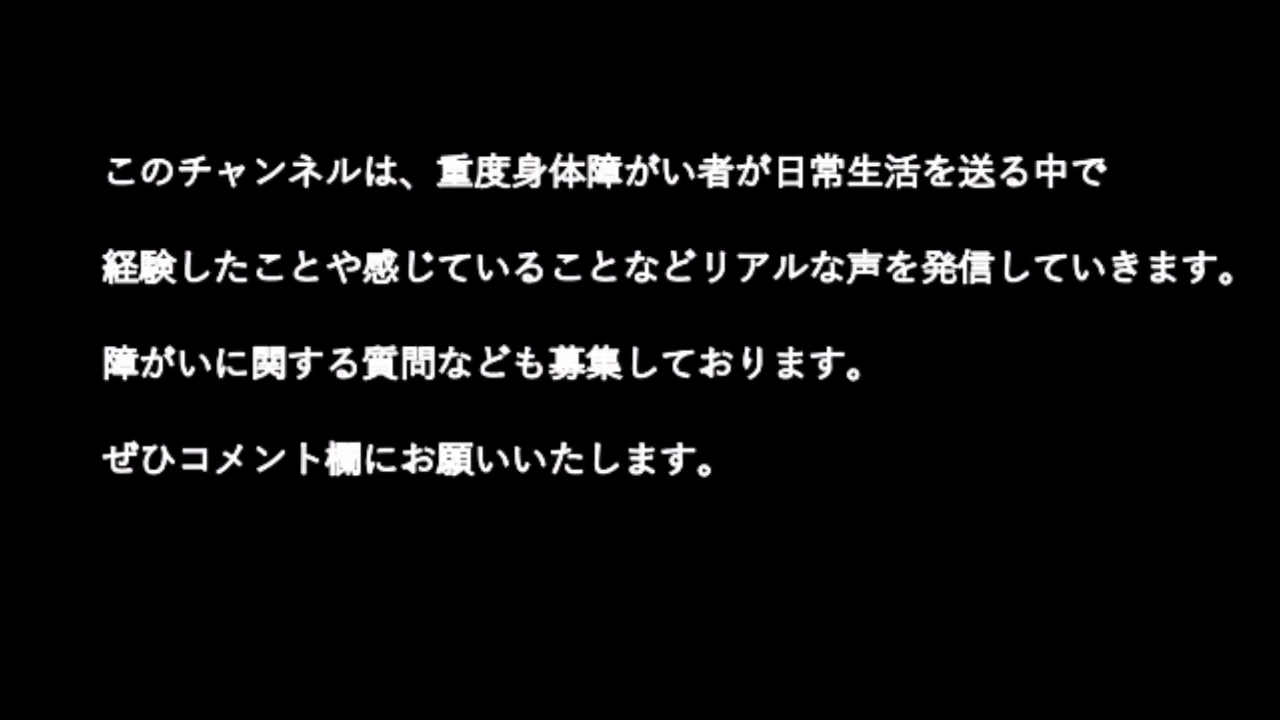 このチャンネルは、重度身体障がい者が日常生活を送る中で
経験したことや感じていることなどリアルな声を発信していきます。
障がいに関する質問なども募集しております。
ぜひコメント欄にお願いいたします。